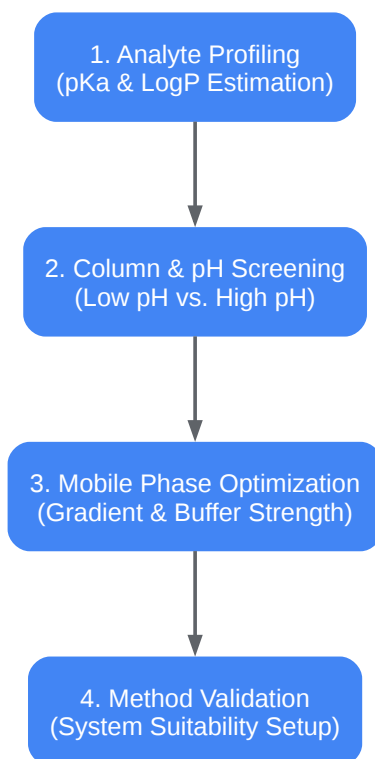 1. Analyte Profiling
(pKa & LogP Estimation)
2. Column & pH Screening
(Low pH vs. High pH)
3. Mobile Phase Optimization
(Gradient & Buffer Strength)
4. Method Validation
(System Suitability Setup)